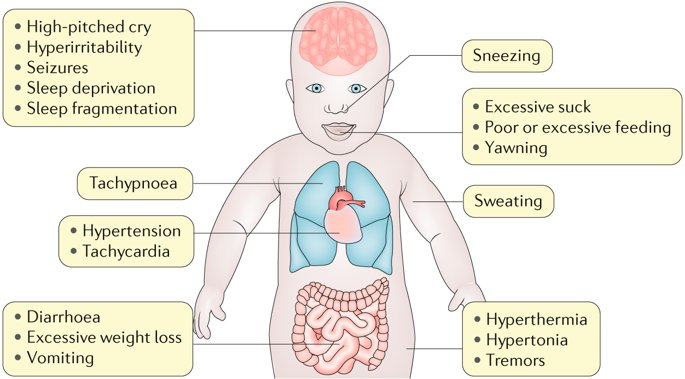 • High-pitched cry
• Hyperirritability
• Seizures
• Sleep deprivation
• Sleep fragmentation
Sneezing
• Excessive suck
• Poor or excessive feeding
• Yawning
Tachypnoea
Sweating
• Hypertension
• Tachycardia
• Diarrhoea
• Excessive weight loss
• Vomiting
• Hyperthermia
• Hypertonia
• Tremors